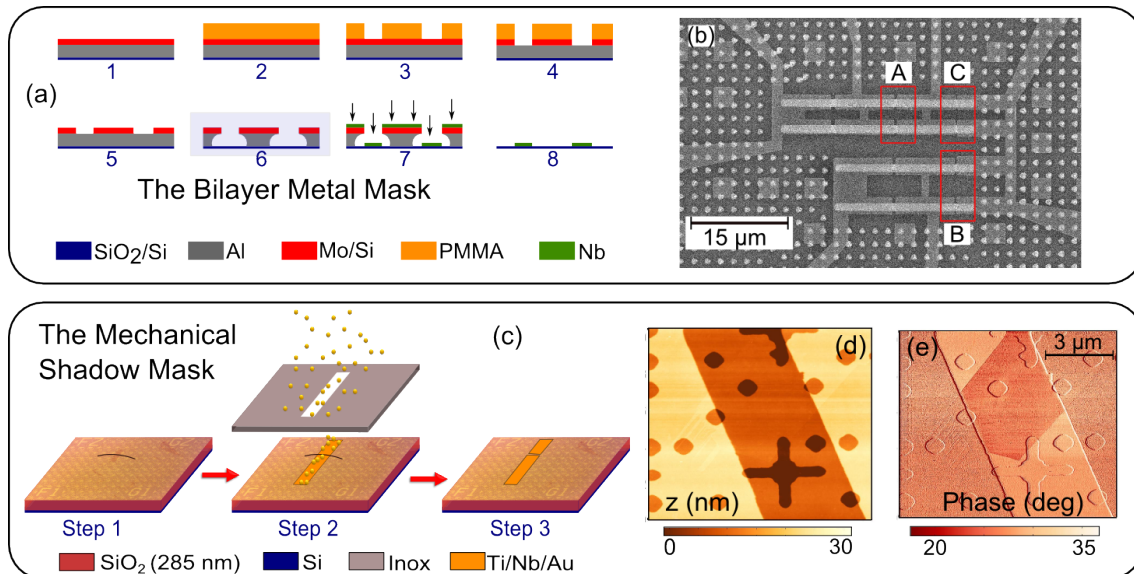 (a)
1 2 3 4
5 6 7 8
The Bilayer Metal Mask
SiO₂/Si Al Mo/Si PMMA Nb
(b)
A C
B
15 µm
The Mechanical
Shadow Mask
(c)
Step 1 Step 2 Step 3
SiO₂ (285 nm) Si Inox Ti/Nb/Au
(d)
z (nm)
0 30
(e)
3 µm
Phase (deg)
20 35